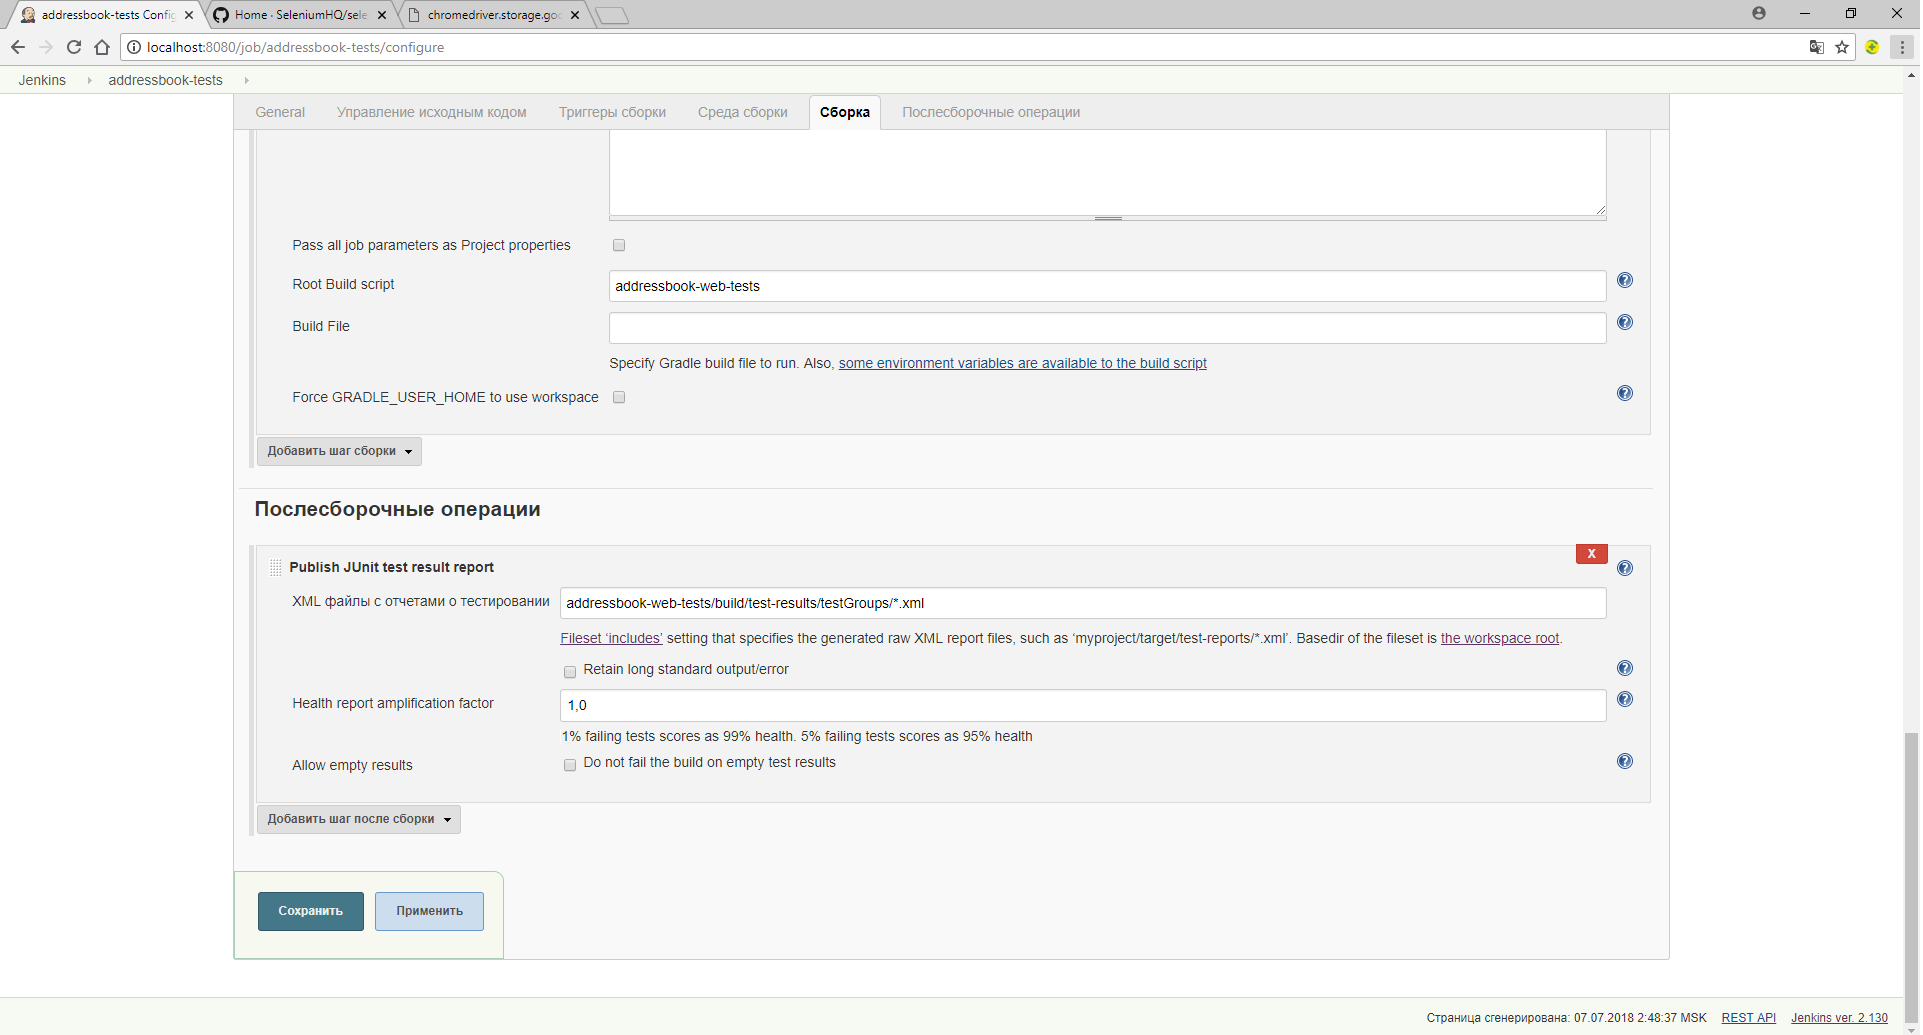 addressbook-tests Config
Home · SeleniumHQ/sele
chromedriver.storage.goo
localhost:8080/job/addressbook-tests/configure
Jenkins
addressbook-tests
General
Управление исходным кодом
Триггеры сборки
Среда сборки
Сборка
Послесборочные операции
Pass all job parameters as Project properties
Root Build script
addressbook-web-tests
Build File
Specify Gradle build file to run. Also, some environment variables are available to the build script
Force GRADLE_USER_HOME to use workspace
Добавить шаг сборки
Послесборочные операции
X
Publish JUnit test result report
XML файлы с отчетами о тестировании
addressbook-web-tests/build/test-results/testGroups/*.xml
Fileset ‘includes’ setting that specifies the generated raw XML report files, such as ‘myproject/target/test-reports/*.xml’. Basedir of the fileset is the workspace root.
Retain long standard output/error
Health report amplification factor
1,0
1% failing tests scores as 99% health. 5% failing tests scores as 95% health
Allow empty results
Do not fail the build on empty test results
Добавить шаг после сборки
Сохранить
Применить
Страница сгенерирована: 07.07.2018 2:48:37 MSK
REST API
Jenkins ver. 2.130